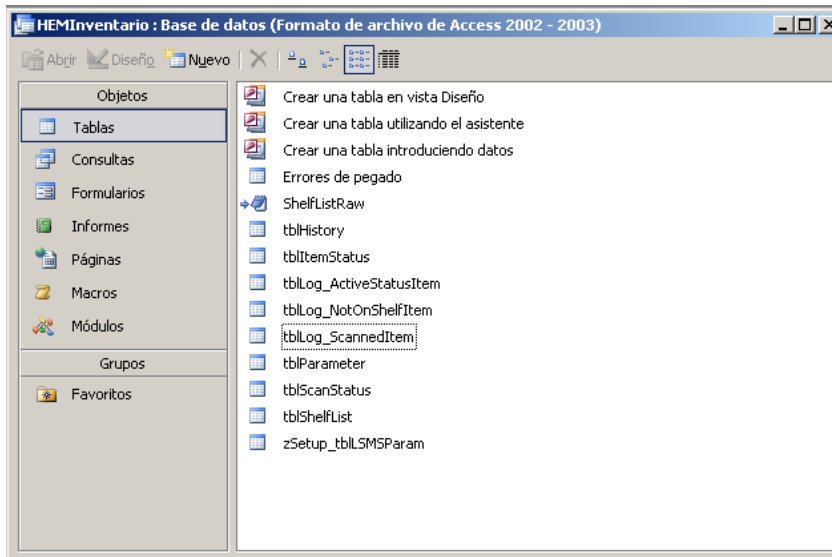 HEMInventario : Base de datos (Formato de archivo de Access 2002 - 2003)
Abrir Diseño Nuevo
Objetos
Tablas
Consultas
Formularios
Informes
Páginas
Macros
Módulos
Grupos
Favoritos
Crear una tabla en vista Diseño
Crear una tabla utilizando el asistente
Crear una tabla introduciendo datos
Errores de pegado
ShelfListRaw
tblHistory
tblItemStatus
tblLog_ActiveStatusItem
tblLog_NotOnShelfItem
tblLog_ScannedItem
tblParameter
tblScanStatus
tblShelfList
zSetup_tblLSMSParam